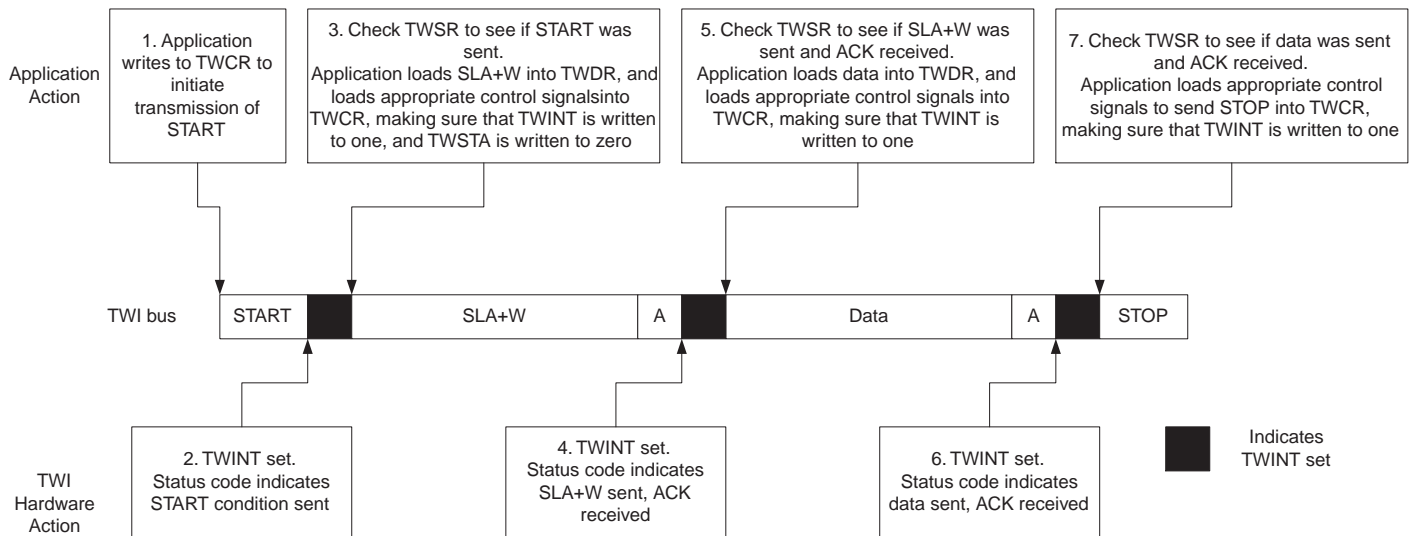 Application
Action
1. Application
writes to TWCR to
initiate
transmission of
START
3. Check TWSR to see if START was
sent.
Application loads SLA+W into TWDR, and
loads appropriate control signalsinto
TWCR, making sure that TWINT is written
to one, and TWSTA is written to zero
5. Check TWSR to see if SLA+W was
sent and ACK received.
Application loads data into TWDR, and
loads appropriate control signals into
TWCR, making sure that TWINT is
written to one
7. Check TWSR to see if data was sent
and ACK received.
Application loads appropriate control
signals to send STOP into TWCR,
making sure that TWINT is written to one
TWI bus
START
SLA+W
A
Data
A
STOP
TWI
Hardware
Action
2. TWINT set.
Status code indicates
START condition sent
4. TWINT set.
Status code indicates
SLA+W sent, ACK
received
6. TWINT set.
Status code indicates
data sent, ACK received
Indicates
TWINT set